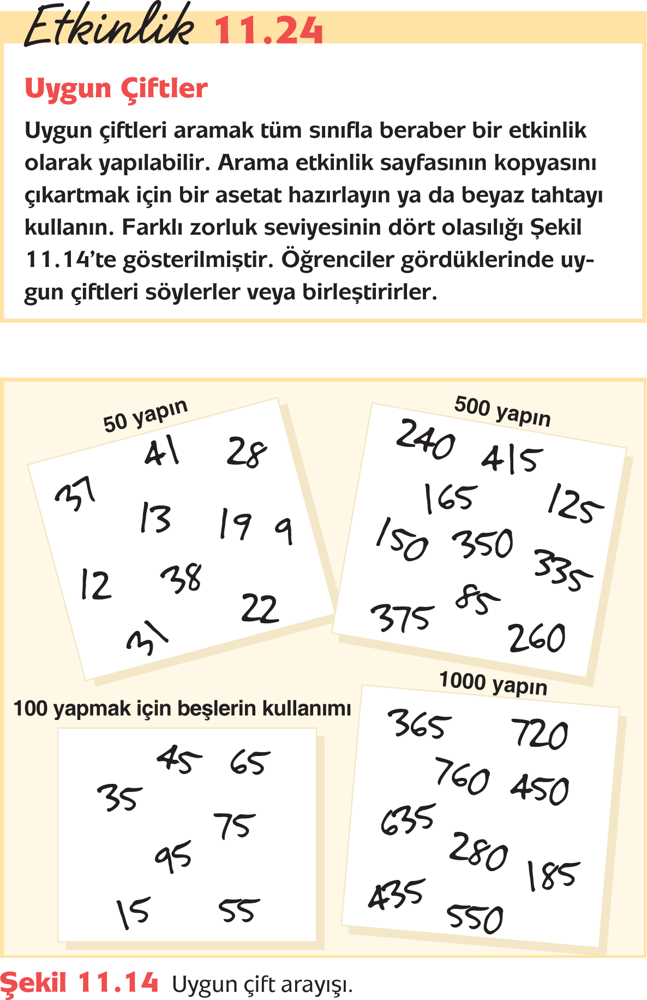 Etkinlik 11.24
Uygun Çiftler
Uygun çiftleri aramak tüm sınıfla beraber bir etkinlik
olarak yapılabilir. Arama etkinlik sayfasının kopyasını
çıkartmak için bir asetat hazırlayın ya da beyaz tahtayı
kullanın. Farklı zorluk seviyesinin dört olasılığı Şekil
11.14’te gösterilmiştir. Öğrenciler gördüklerinde uy-
gun çiftleri söylerler veya birleştirirler.
50 yapın
41 28
37
13 19 9
12 38
22
31
500 yapın
240 415
165 125
150 350 335
85
375
260
100 yapmak için beşlerin kullanımı
45 65
35
75
95
15 55
1000 yapın
365 720
760 450
635
280 185
435
550
Şekil 11.14 Uygun çift arayışı.